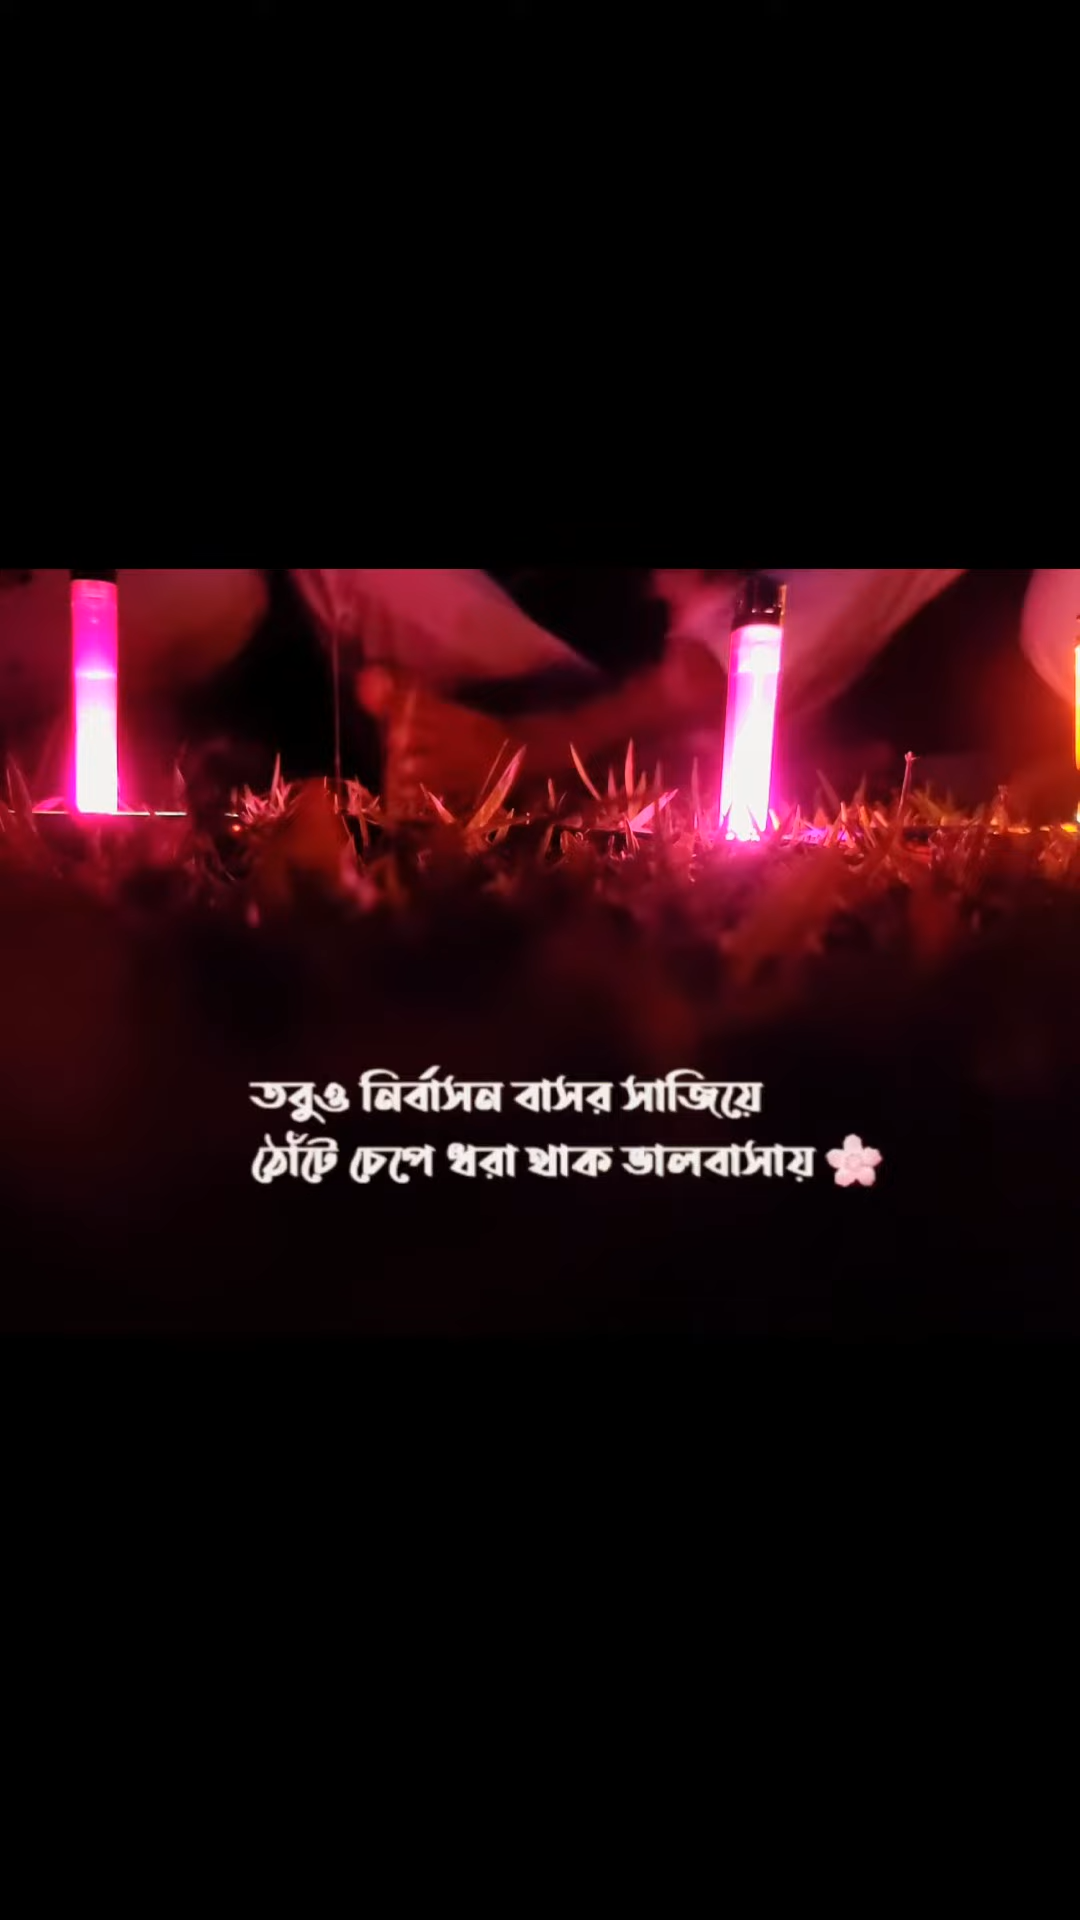 তবুও নির্বাসন বাসর সাজিয়ে
ঠোঁটে চেপে ধরা থাক ভালবাসায় 🌸